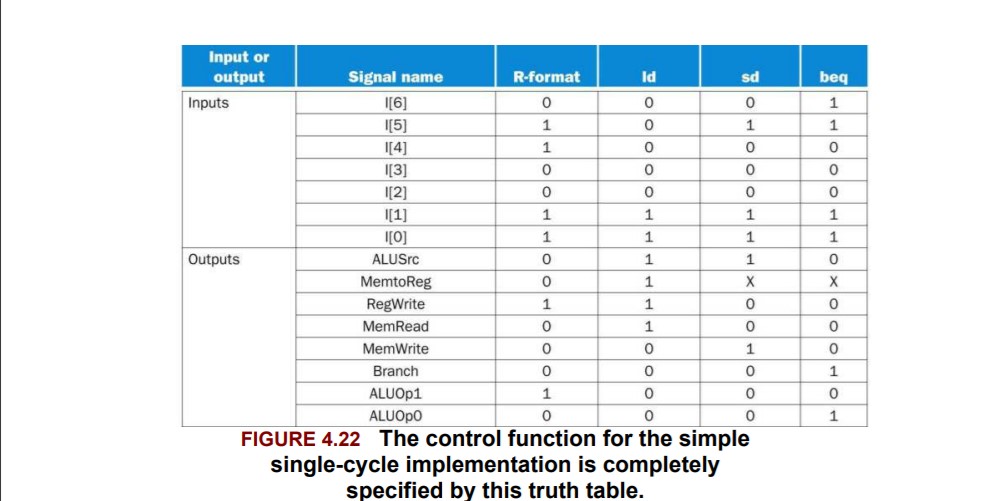 Input or output Signal name R-format ld sd beq
Inputs I[6] 0 0 0 1
I[5] 1 0 1 1
I[4] 1 0 0 0
I[3] 0 0 0 0
I[2] 0 0 0 0
I[1] 1 1 1 1
I[0] 1 1 1 1
Outputs ALUSrc 0 1 1 0
MemtoReg 0 1 X X
RegWrite 1 1 0 0
MemRead 0 1 0 0
MemWrite 0 0 1 0
Branch 0 0 0 1
ALUOp1 1 0 0 0
ALUOp0 0 0 0 1
FIGURE 4.22 The control function for the simple
single-cycle implementation is completely
specified by this truth table.